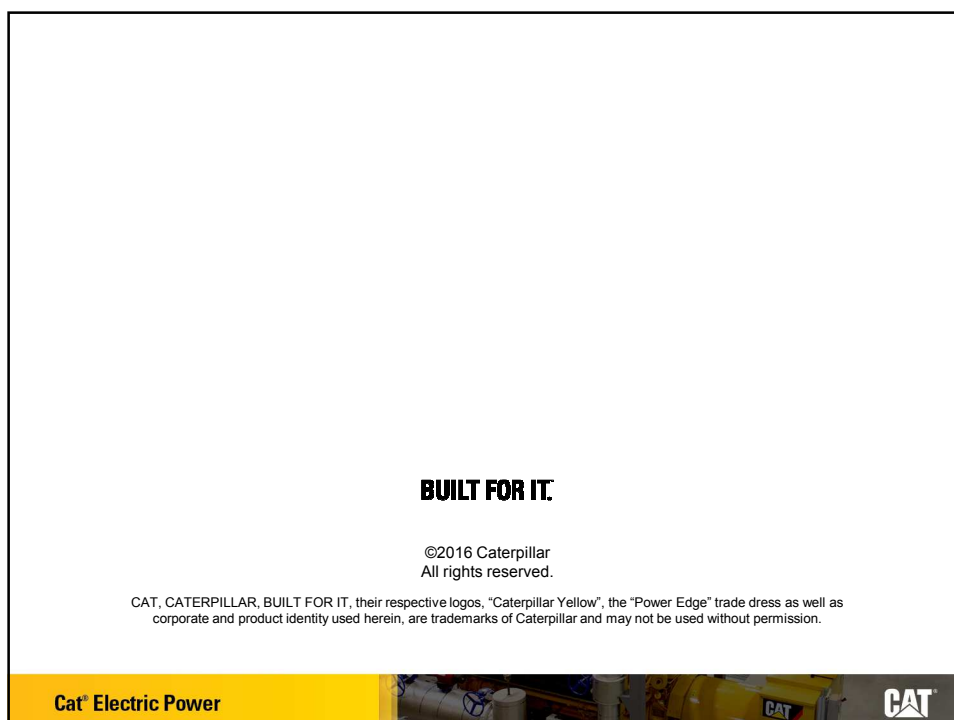 BUILT FOR IT.™
©2016 Caterpillar
All rights reserved.
CAT, CATERPILLAR, BUILT FOR IT, their respective logos, “Caterpillar Yellow”, the “Power Edge” trade dress as well as
corporate and product identity used herein, are trademarks of Caterpillar and may not be used without permission.
Cat® Electric Power
CAT
CAT®